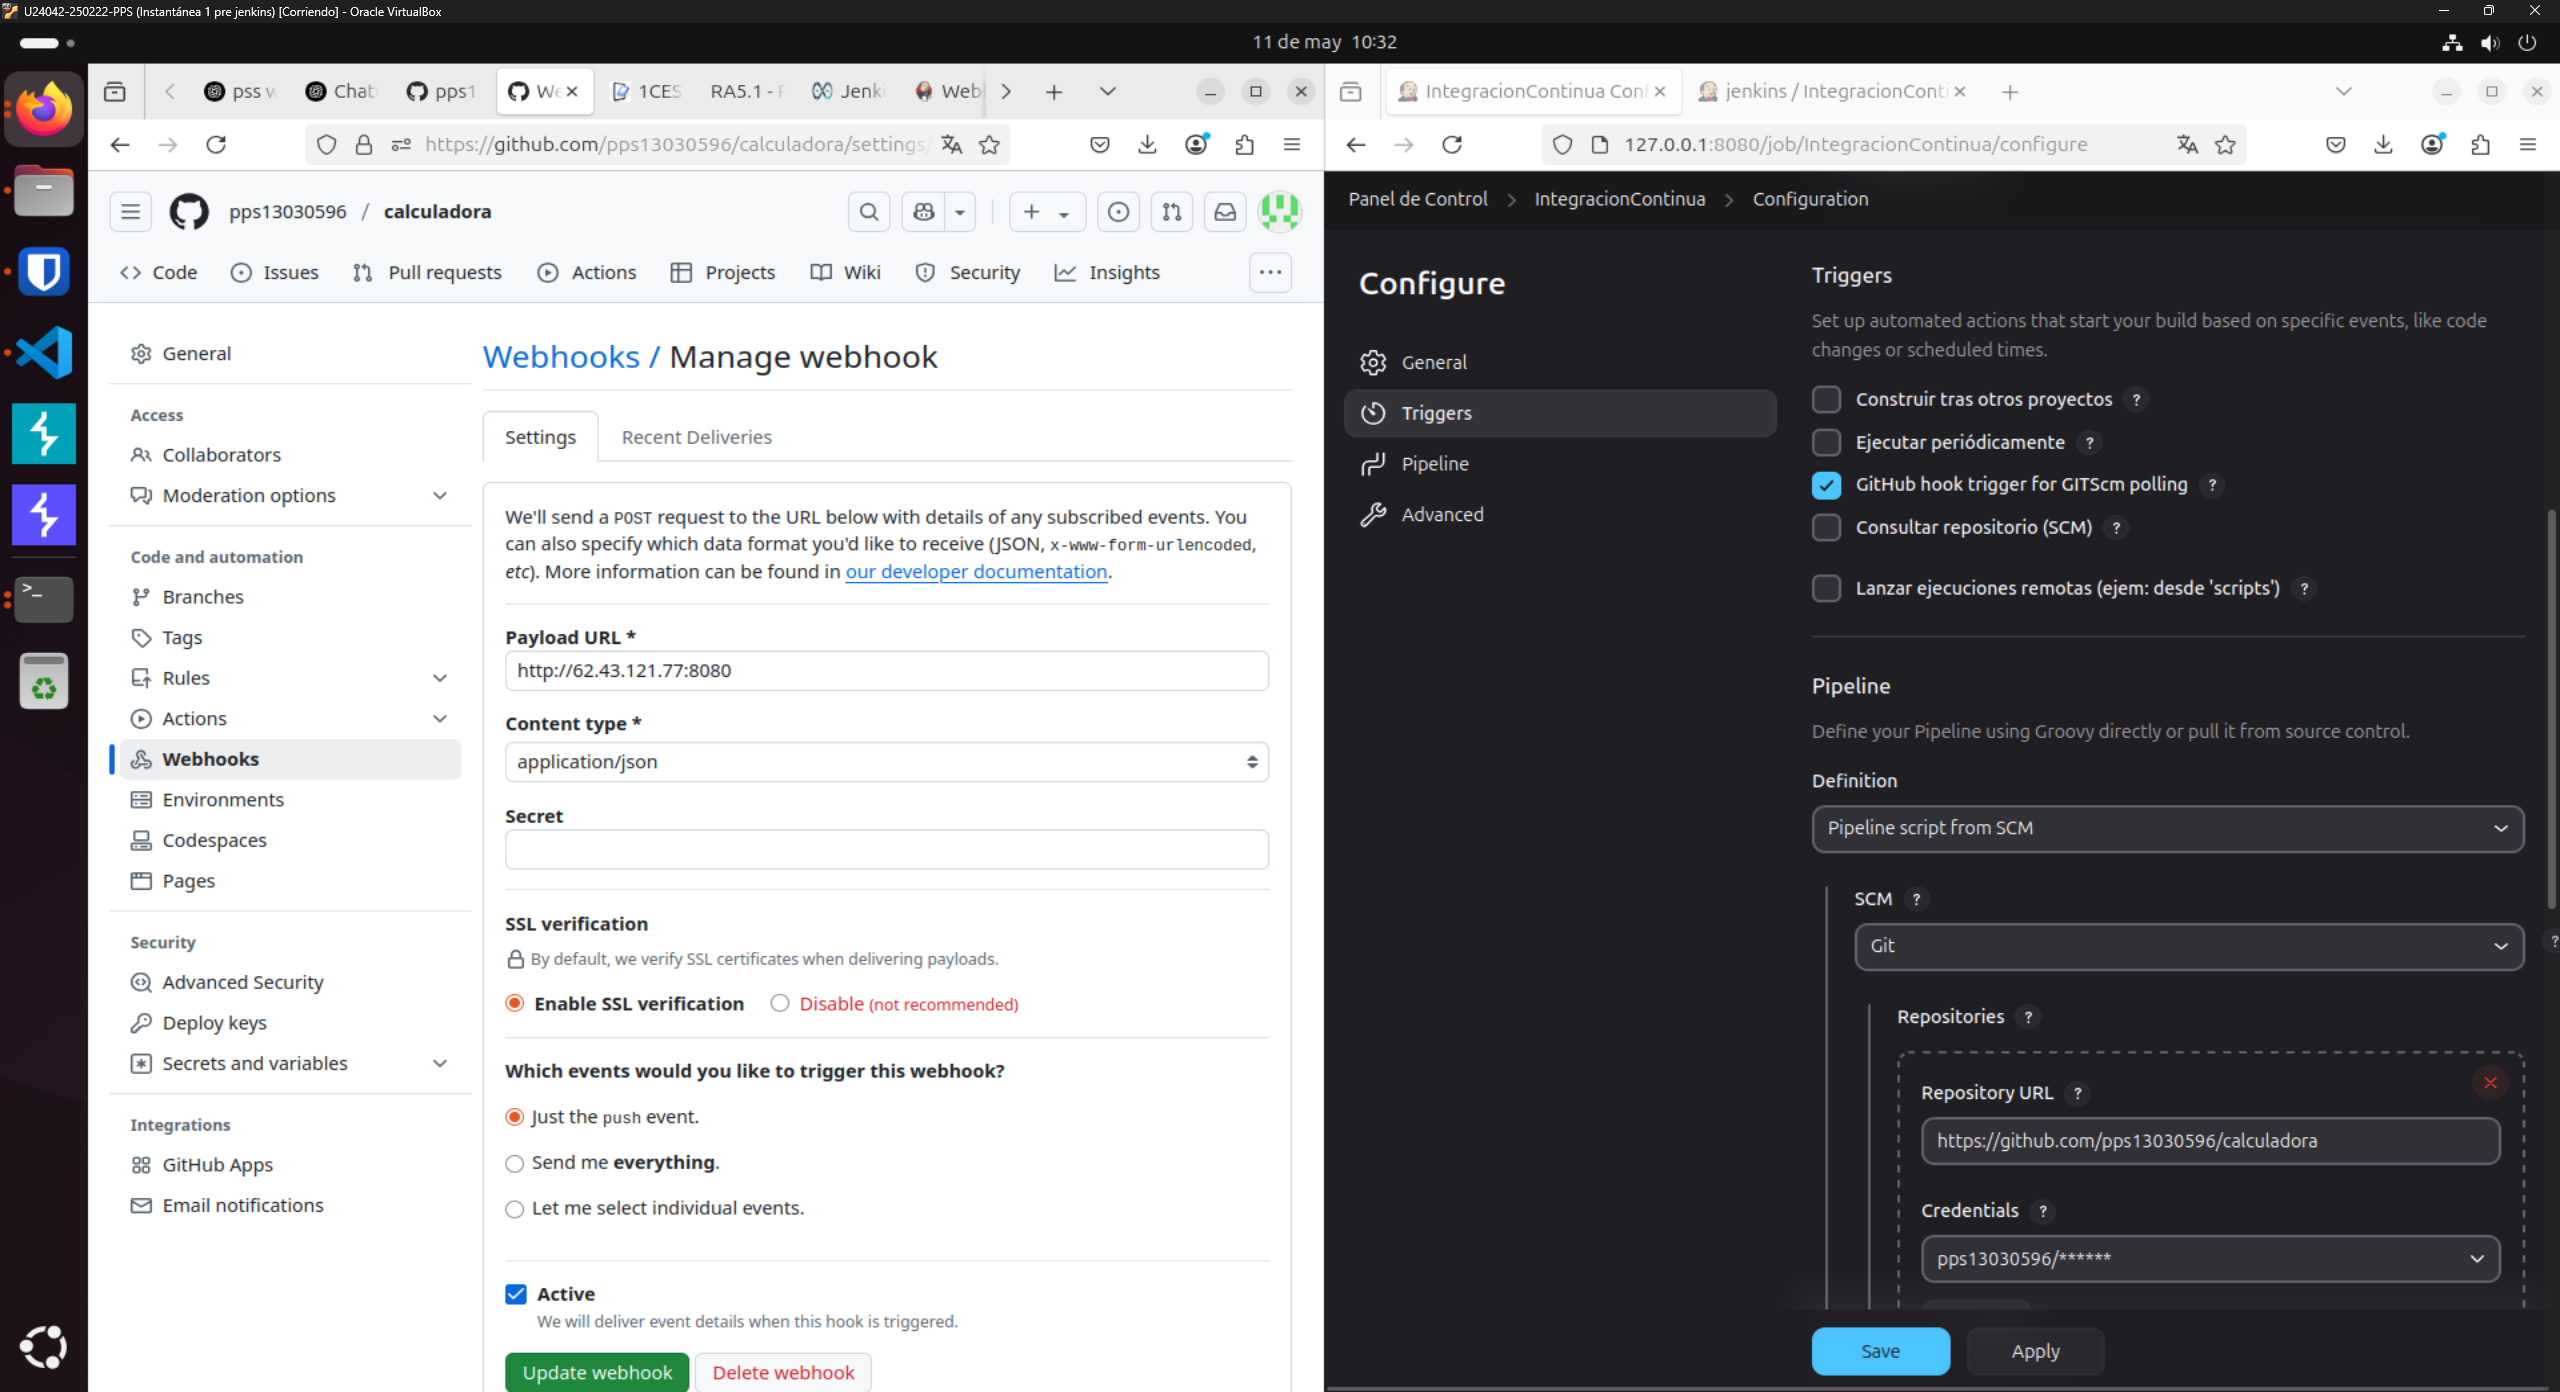 U24042-250222-PPS (Instantánea 1 pre jenkins) [Corriendo] - Oracle VirtualBox
11 de may 10:32
pss w
Chat
pps1
We
1CES
RA5.1 -
Jenki
Web
https://github.com/pps13030596/calculadora/settings/
pps13030596 / calculadora
Code
Issues
Pull requests
Actions
Projects
Wiki
Security
Insights
General
Access
Collaborators
Moderation options
Code and automation
Branches
Tags
Rules
Actions
Webhooks
Environments
Codespaces
Pages
Security
Advanced Security
Deploy keys
Secrets and variables
Integrations
GitHub Apps
Email notifications
Webhooks / Manage webhook
Settings
Recent Deliveries
We'll send a POST request to the URL below with details of any subscribed events. You
can also specify which data format you'd like to receive (JSON, x-www-form-urlencoded,
etc). More information can be found in our developer documentation.
Payload URL *
http://62.43.121.77:8080
Content type *
application/json
Secret
SSL verification
By default, we verify SSL certificates when delivering payloads.
Enable SSL verification
Disable (not recommended)
Which events would you like to trigger this webhook?
Just the push event.
Send me everything.
Let me select individual events.
Active
We will deliver event details when this hook is triggered.
Update webhook
Delete webhook
IntegracionContinua Conf
jenkins / IntegracionConti
127.0.0.1:8080/job/IntegracionContinua/configure
Panel de Control > IntegracionContinua > Configuration
Configure
General
Triggers
Pipeline
Advanced
Triggers
Set up automated actions that start your build based on specific events, like code
changes or scheduled times.
Construir tras otros proyectos ?
Ejecutar periódicamente ?
GitHub hook trigger for GITScm polling ?
Consultar repositorio (SCM) ?
Lanzar ejecuciones remotas (ejem: desde 'scripts') ?
Pipeline
Define your Pipeline using Groovy directly or pull it from source control.
Definition
Pipeline script from SCM
SCM ?
Git
?
Repositories ?
Repository URL ?
https://github.com/pps13030596/calculadora
Credentials ?
pps13030596/******
Save
Apply